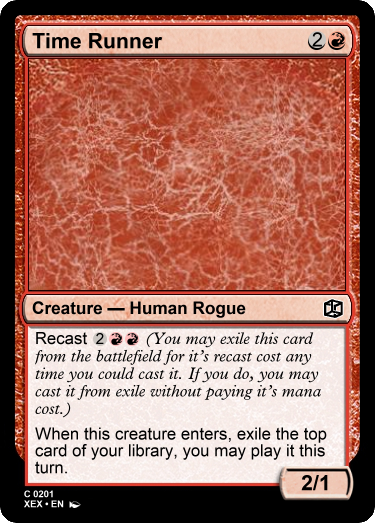 Time Runner 2
Creature — Human Rogue
Recast 2 (You may exile this card
from the battlefield for it's recast cost any
time you could cast it. If you do, you may
cast it from exile without paying it's mana
cost.)
When this creature enters, exile the top
card of your library, you may play it this
turn.
2/1
C 0201
XEX • EN